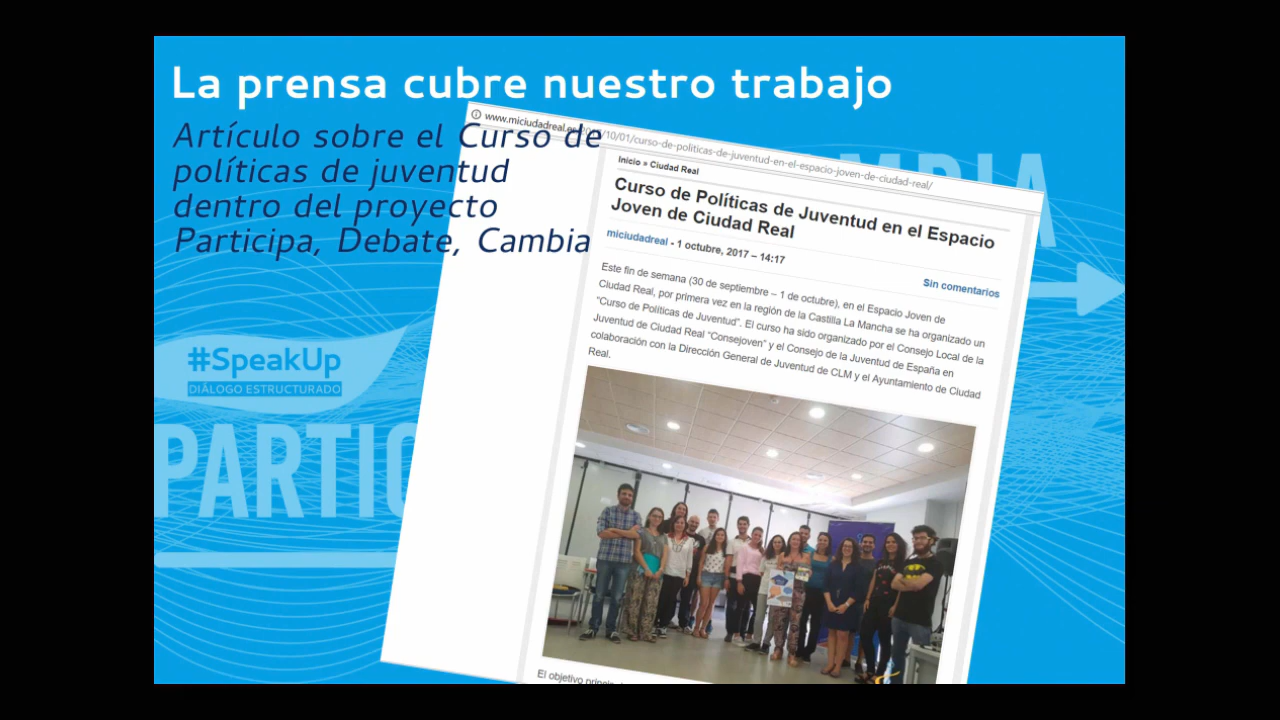 La prensa cubre nuestro trabajo
Artículo sobre el Curso de
políticas de juventud
dentro del proyecto
Participa, Debate, Cambia
www.miciudadreal.es/2017/10/01/curso-de-politicas-de-juventud-en-el-espacio-joven-de-ciudad-real/
Inicio » Ciudad Real
Curso de Políticas de Juventud en el Espacio
Joven de Ciudad Real
miciudadreal - 1 octubre, 2017 – 14:17
Sin comentarios
Este fin de semana (30 de septiembre – 1 de octubre), en el Espacio Joven de
Ciudad Real, por primera vez en la región de la Castilla La Mancha se ha organizado un
"Curso de Políticas de Juventud". El curso ha sido organizado por el Consejo Local de la
Juventud de Ciudad Real "Consejoven" y el Consejo de la Juventud de España en
colaboración con la Dirección General de Juventud de CLM y el Ayuntamiento de Ciudad
Real.
#SpeakUp
DIÁLOGO ESTRUCTURADO
PARTIC
MBIA
El objetivo